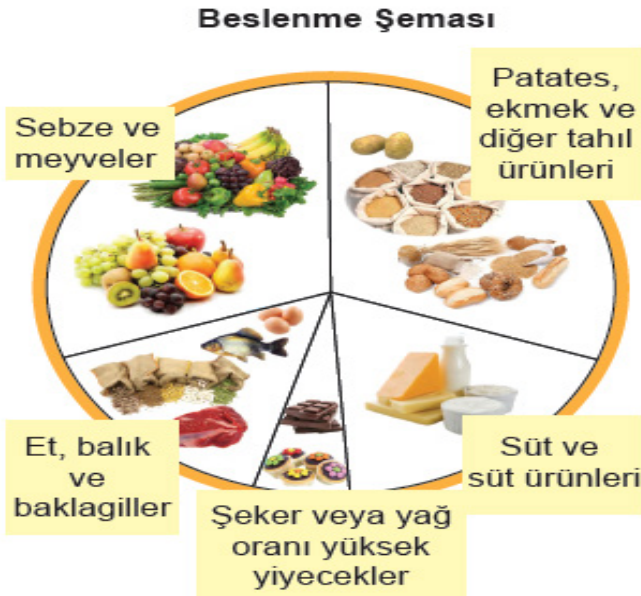 Beslenme Şeması
Sebze ve
meyveler
Patates,
ekmek ve
diğer tahıl
ürünleri
Et, balık
ve
baklagiller
Şeker veya yağ
oranı yüksek
yiyecekler
Süt ve
süt ürünleri